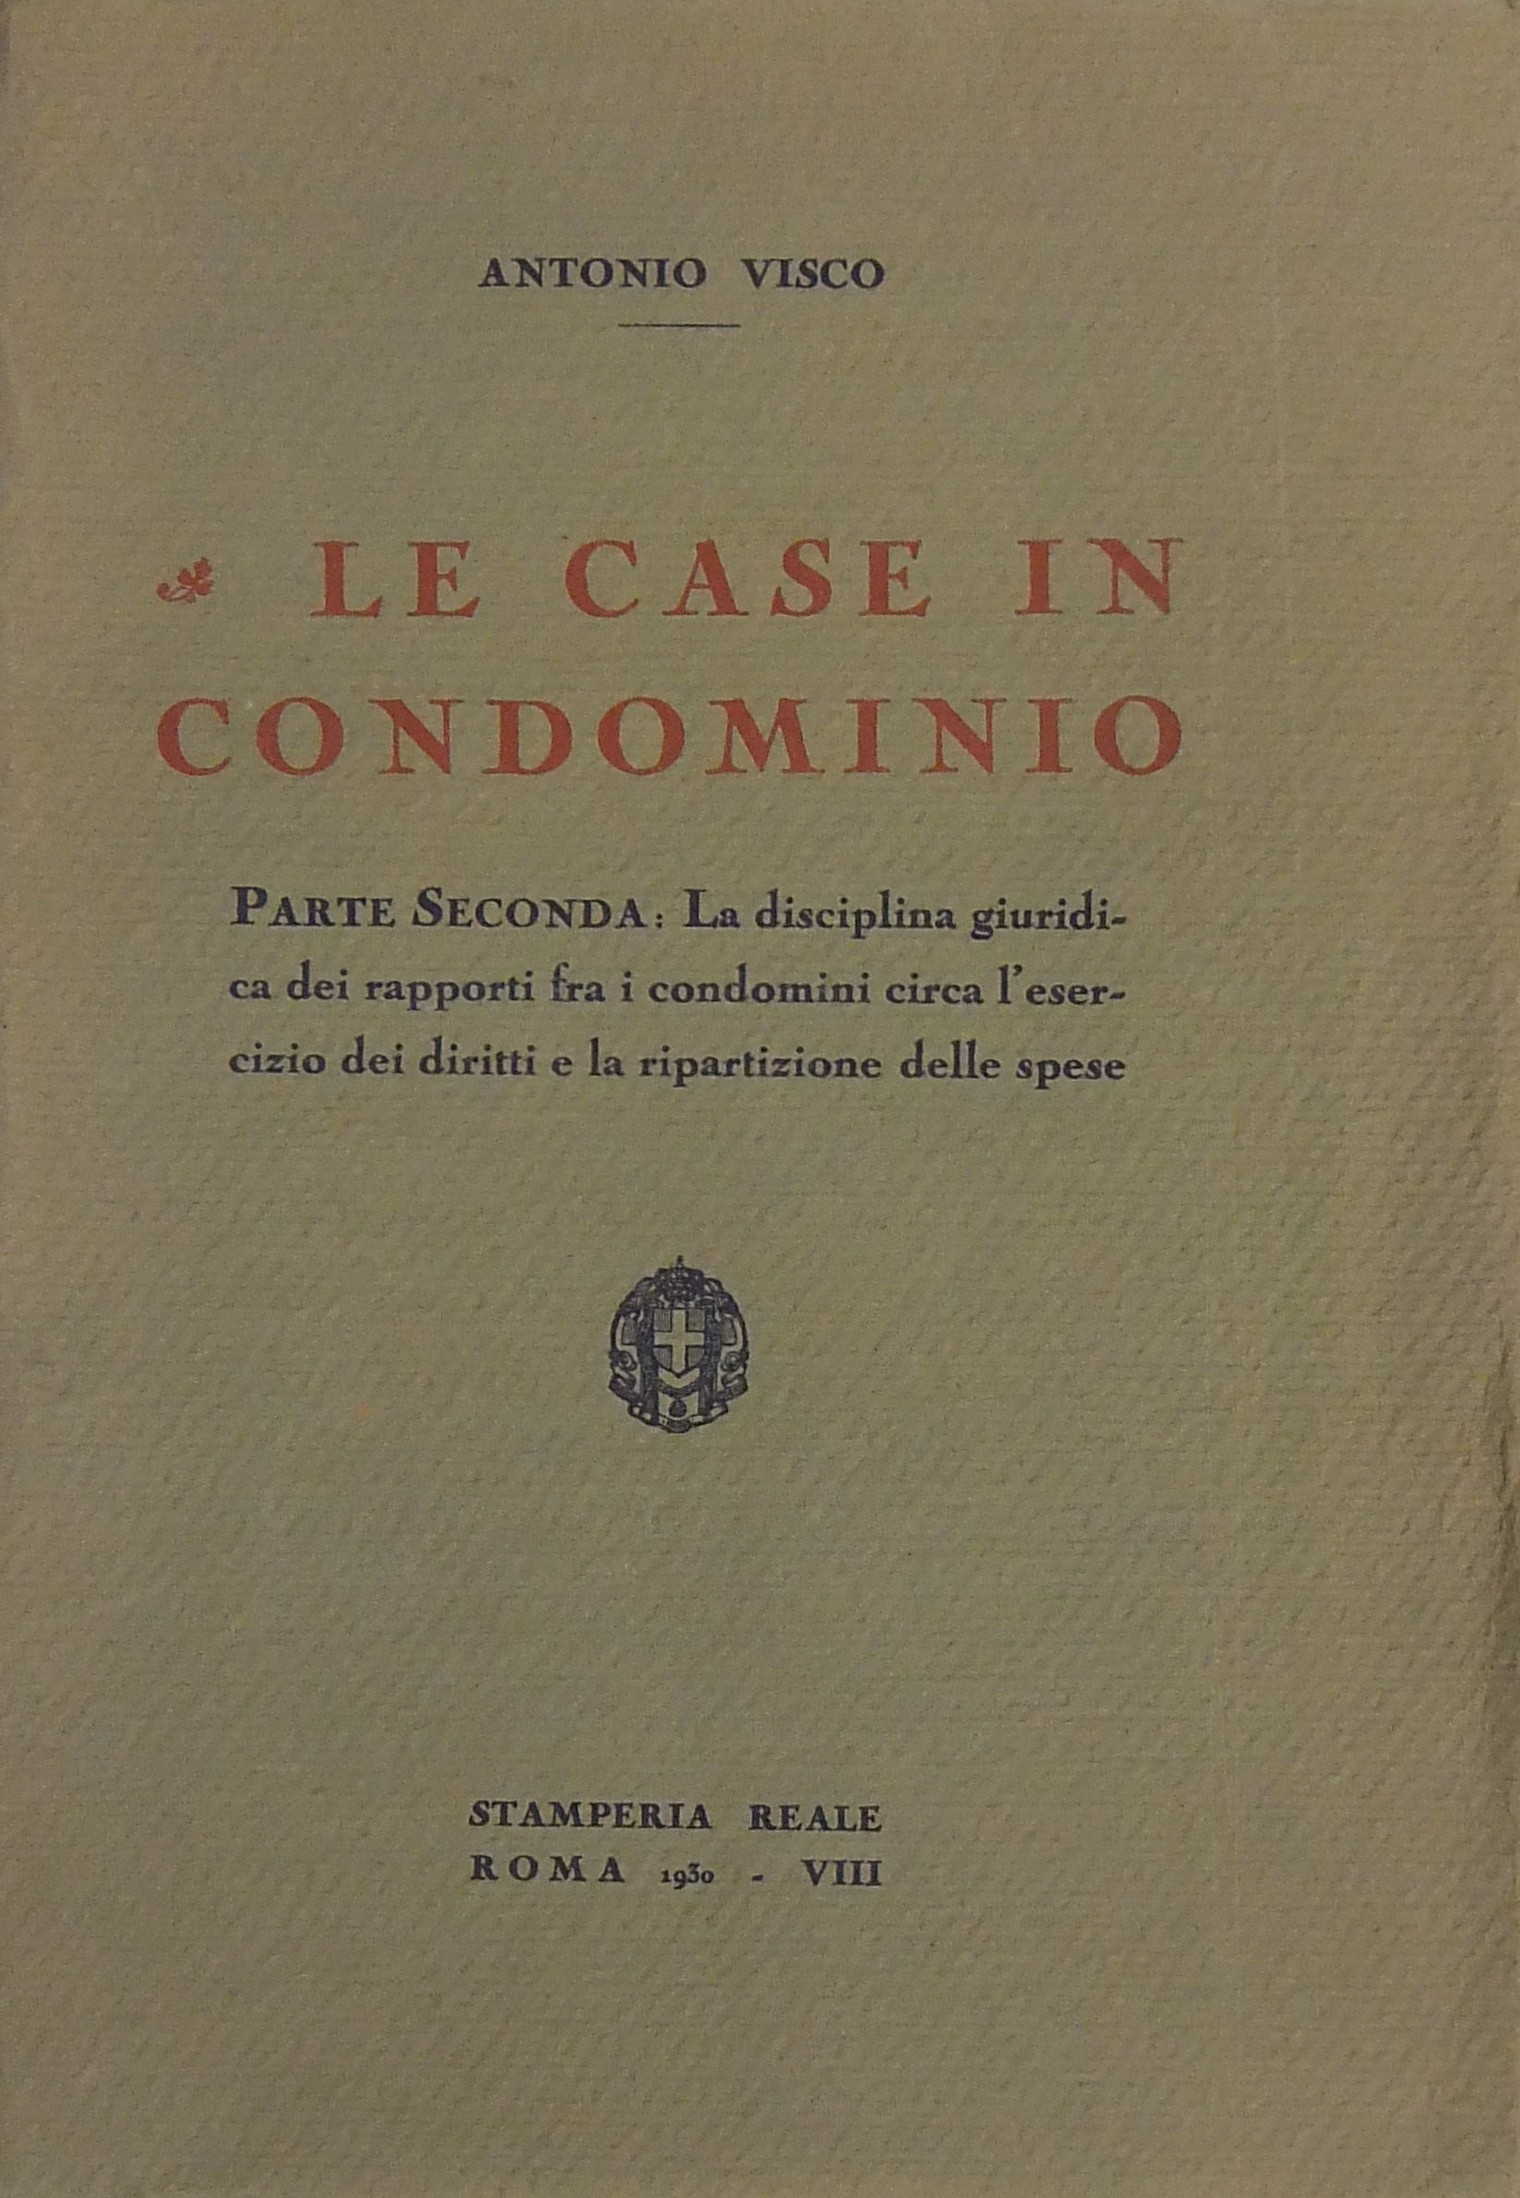 ANTONIO VISCO
LE CASE IN
CONDOMINIO
PARTE SECONDA: La disciplina giuridi-
ca dei rapporti fra i condomini circa l'eser-
cizio dei diritti e la ripartizione delle spese
STAMPERIA REALE
ROMA 1930 - VIII